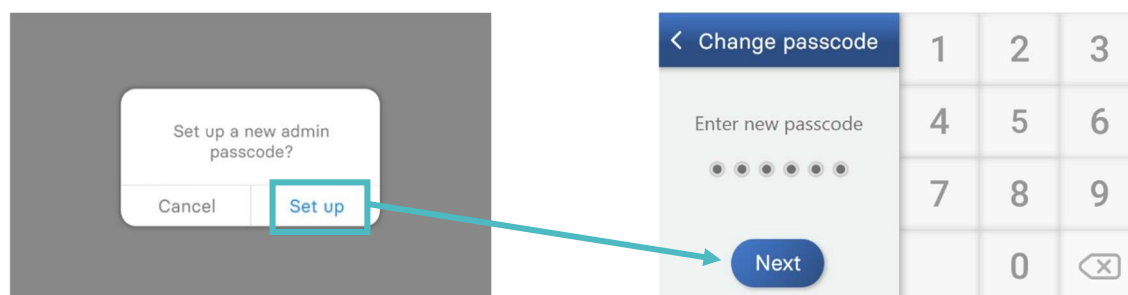 Set up a new admin
passcode?
Cancel Set up
Change passcode
Enter new passcode
Next
1 2 3
4 5 6
7 8 9
0